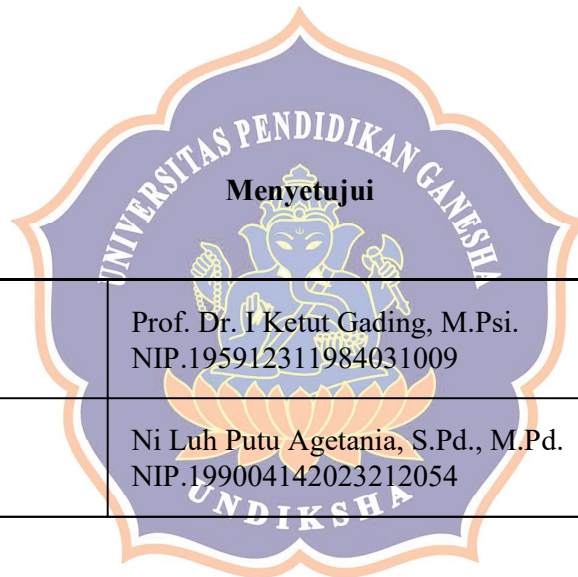 UNIVERSITAS PENDIDIKAN GANESHA
Menyetujui
Prof. Dr. I Ketut Gading, M.Psi.
NIP.195912311984031009
Ni Luh Putu Agetania, S.Pd., M.Pd.
NIP.199004142023212054
UNDIKSHA